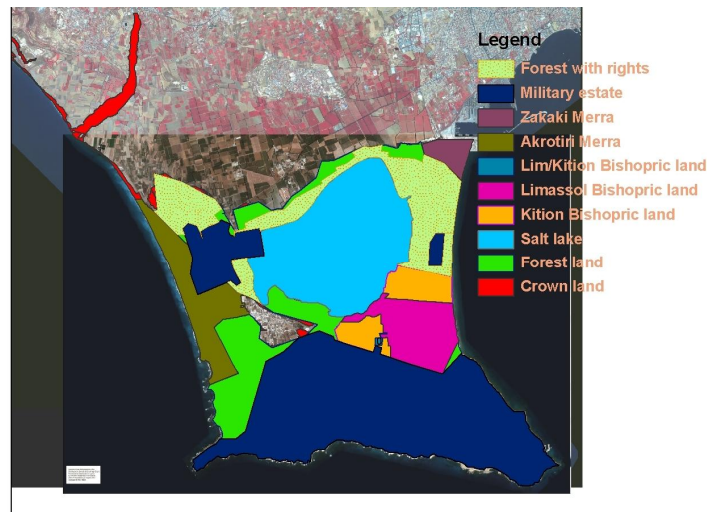 Legend
Forest with rights
Military estate
Zakaki Merra
Akrotiri Merra
Lim/Kition Bishopric land
Limassol Bishopric land
Kition Bishopric land
Salt lake
Forest land
Crown land